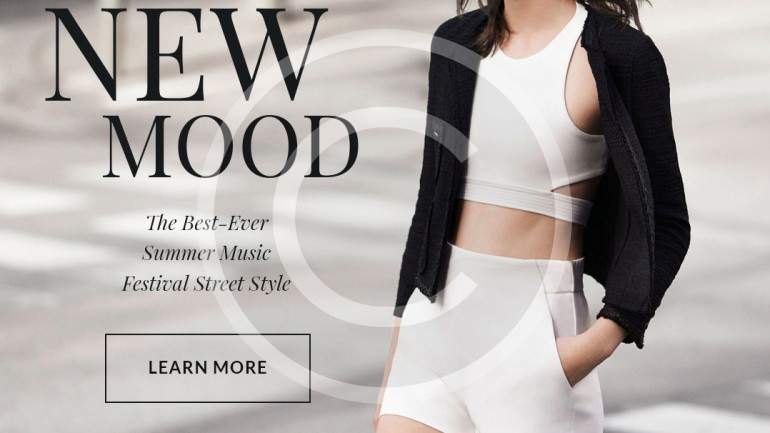 NEW
MOOD
The Best-Ever
Summer Music
Festival Street Style
LEARN MORE